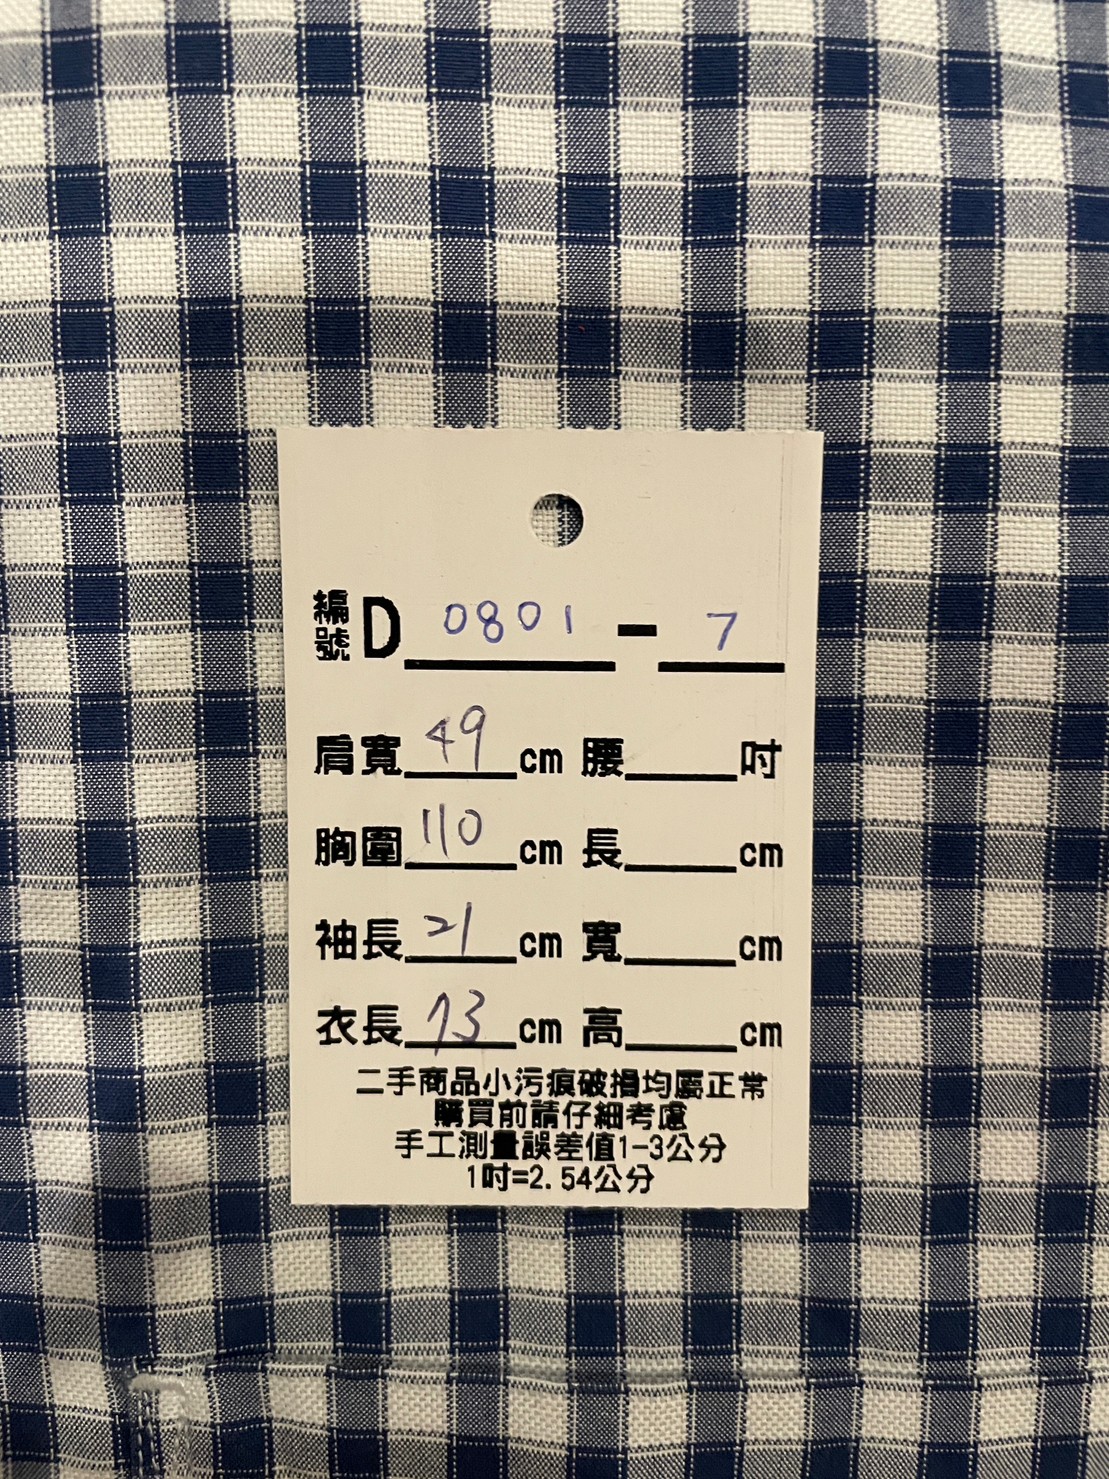 編號 D 0801 - 7
肩寬 49 cm 腰 吋
胸圍 110 cm 長 cm
袖長 21 cm 寬 cm
衣長 73 cm 高 cm
二手商品小污痕破損均屬正常
購買前請仔細考慮
手工測量誤差值1-3公分
1吋=2.54公分